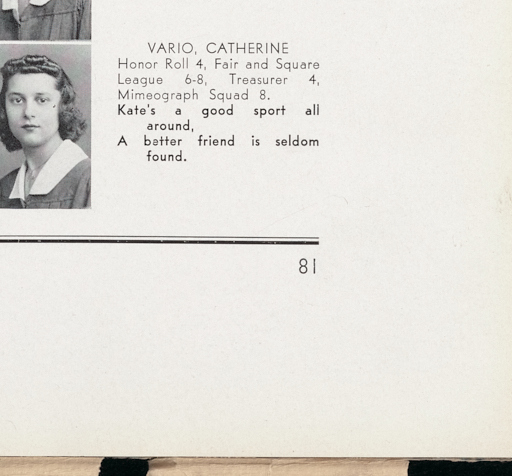 VARIO, CATHERINE
Honor Roll 4, Fair and Square
League 6-8, Treasurer 4,
Mimeograph Squad 8.
Kate's a good sport all
around,
A better friend is seldom
found.
81